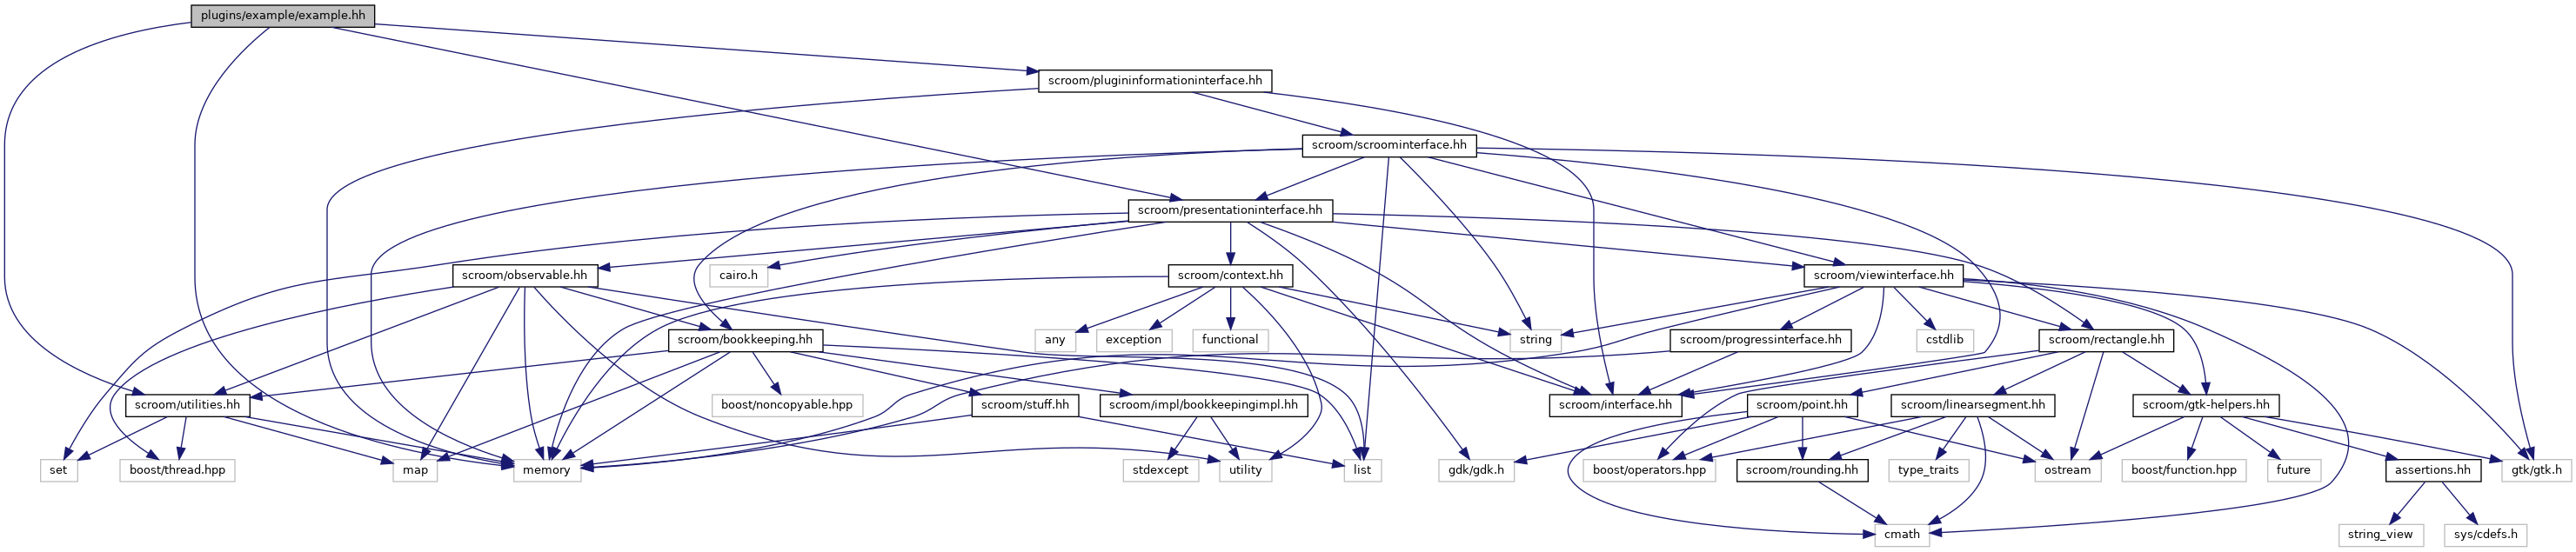 plugins/example/example.hh
scroom/plugininformationinterface.hh
scroom/scroominterface.hh
scroom/presentationinterface.hh
scroom/observable.hh
cairo.h
scroom/context.hh
scroom/viewinterface.hh
scroom/bookkeeping.hh
any
exception
functional
string
scroom/progressinterface.hh
cstdlib
scroom/rectangle.hh
scroom/utilities.hh
boost/noncopyable.hpp
scroom/stuff.hh
scroom/impl/bookkeepingimpl.hh
scroom/interface.hh
scroom/point.hh
scroom/linearsegment.hh
scroom/gtk-helpers.hh
set
boost/thread.hpp
map
memory
stdexcept
utility
list
gdk/gdk.h
boost/operators.hpp
scroom/rounding.hh
type_traits
ostream
boost/function.hpp
future
assertions.hh
gtk/gtk.h
cmath
string_view
sys/cdefs.h